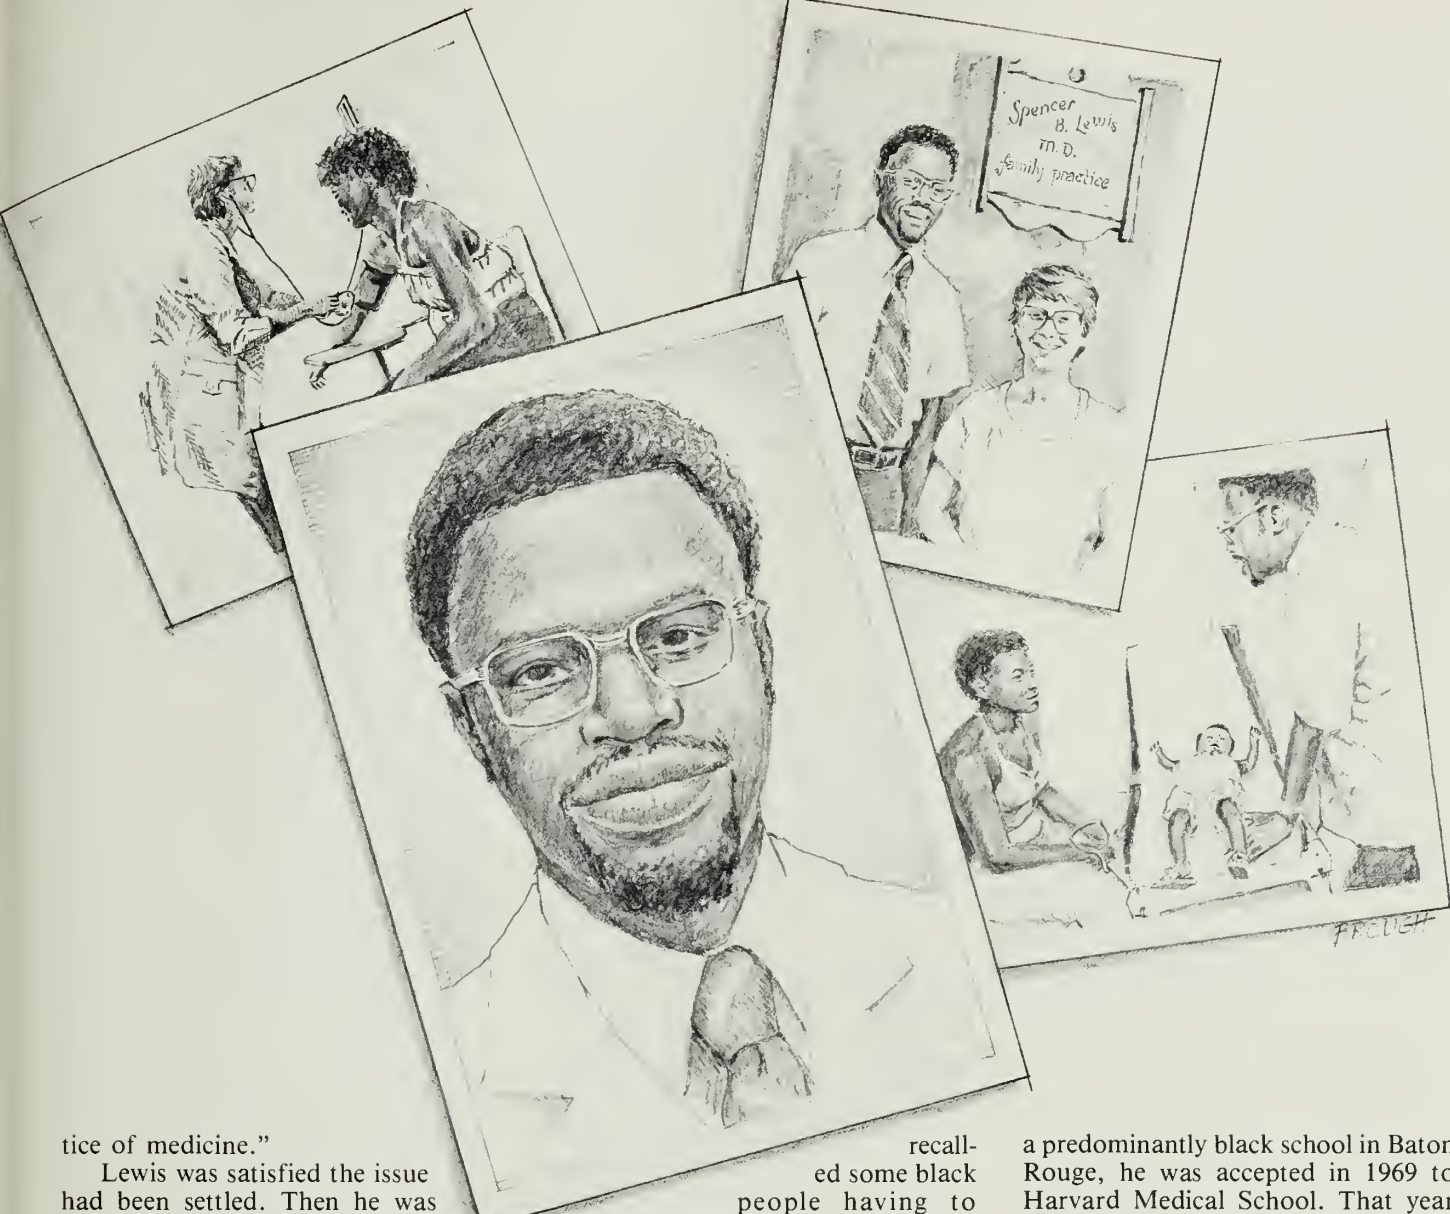 Spencer
B. Lewis
M.D.
family practice
FROUGH
tice of medicine."
Lewis was satisfied the issue
had been settled. Then he was
recall-
ed some black
people having to
a predominantly black school in Baton
Rouge, he was accepted in 1969 to
Harvard Medical School. That year